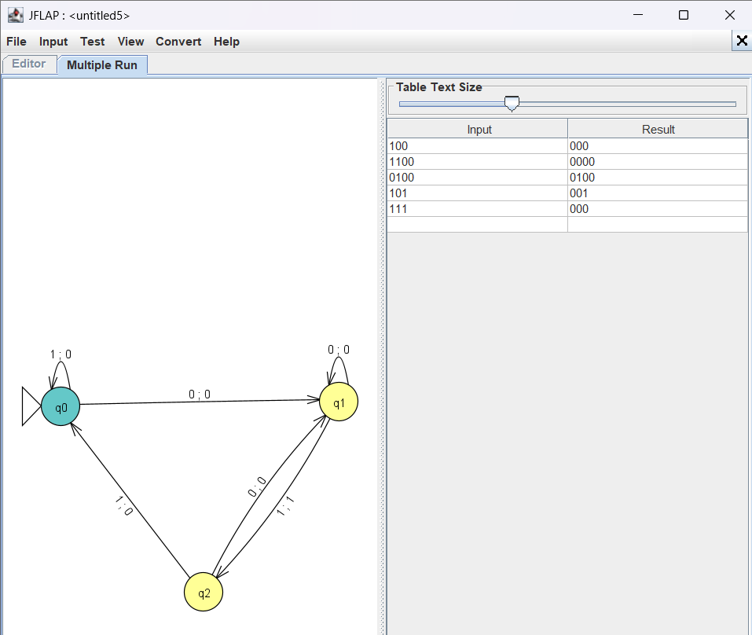 JFLAP : <untitled5>
File Input Test View Convert Help
Editor Multiple Run
Table Text Size
Input Result
100 000
1100 0000
0100 0100
101 001
111 000
1 ; 0
0 ; 0
q0
0 ; 0
q1
0 ; 0
1 ; 0
1 ; 1
q2